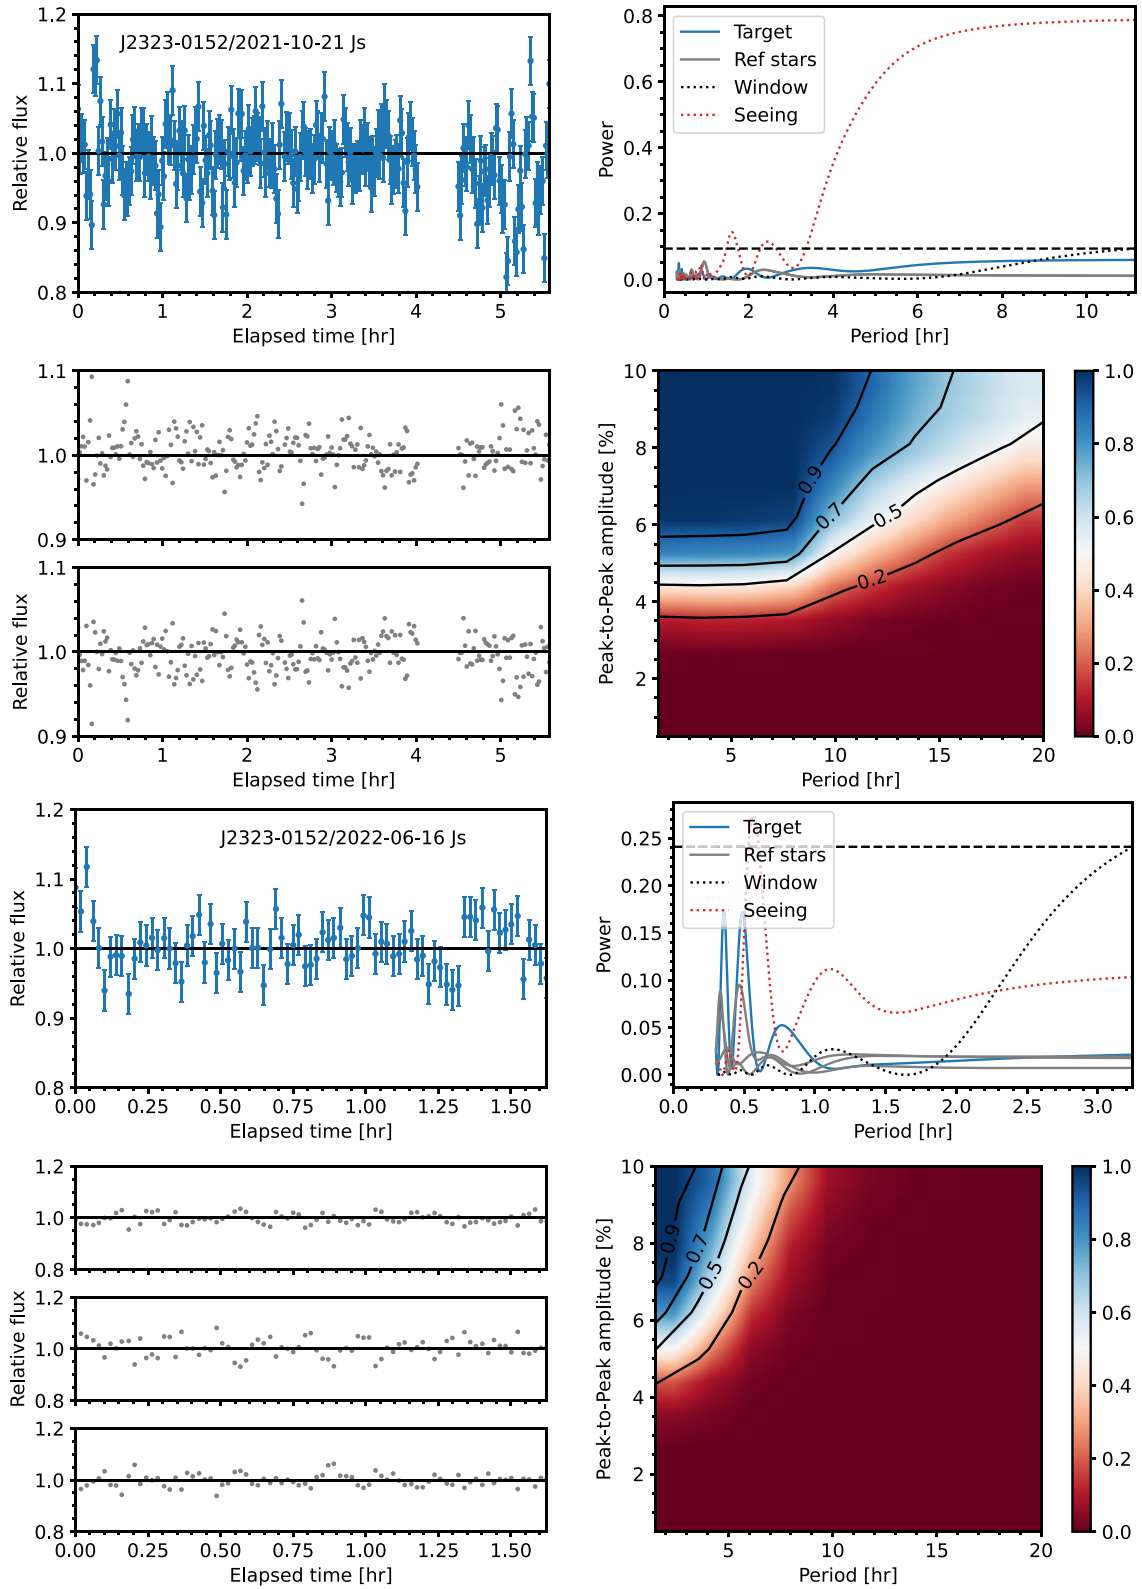 J2323-0152/2021-10-21 Js
Relative flux
1.2
1.1
1.0
0.9
0.8
0 1 2 3 4 5
Elapsed time [hr]
Target
Ref stars
Window
Seeing
Power
0.8
0.6
0.4
0.2
0.0
0 2 4 6 8 10
Period [hr]
1.1
1.0
0.9
Relative flux
1.1
1.0
0.9
0 1 2 3 4 5
Elapsed time [hr]
Peak-to-Peak amplitude [%]
10
8
6
4
2
0.9
0.7
0.5
0.2
5 10 15 20
Period [hr]
1.0
0.8
0.6
0.4
0.2
0.0
J2323-0152/2022-06-16 Js
Relative flux
1.2
1.1
1.0
0.9
0.8
0.00 0.25 0.50 0.75 1.00 1.25 1.50
Elapsed time [hr]
Target
Ref stars
Window
Seeing
Power
0.25
0.20
0.15
0.10
0.05
0.00
0.0 0.5 1.0 1.5 2.0 2.5 3.0
Period [hr]
1.2
1.0
0.8
Relative flux
1.2
1.0
0.8
1.2
1.0
0.8
0.00 0.25 0.50 0.75 1.00 1.25 1.50
Elapsed time [hr]
Peak-to-Peak amplitude [%]
10
8
6
4
2
0.9
0.7
0.5
0.2
5 10 15 20
Period [hr]
1.0
0.8
0.6
0.4
0.2
0.0